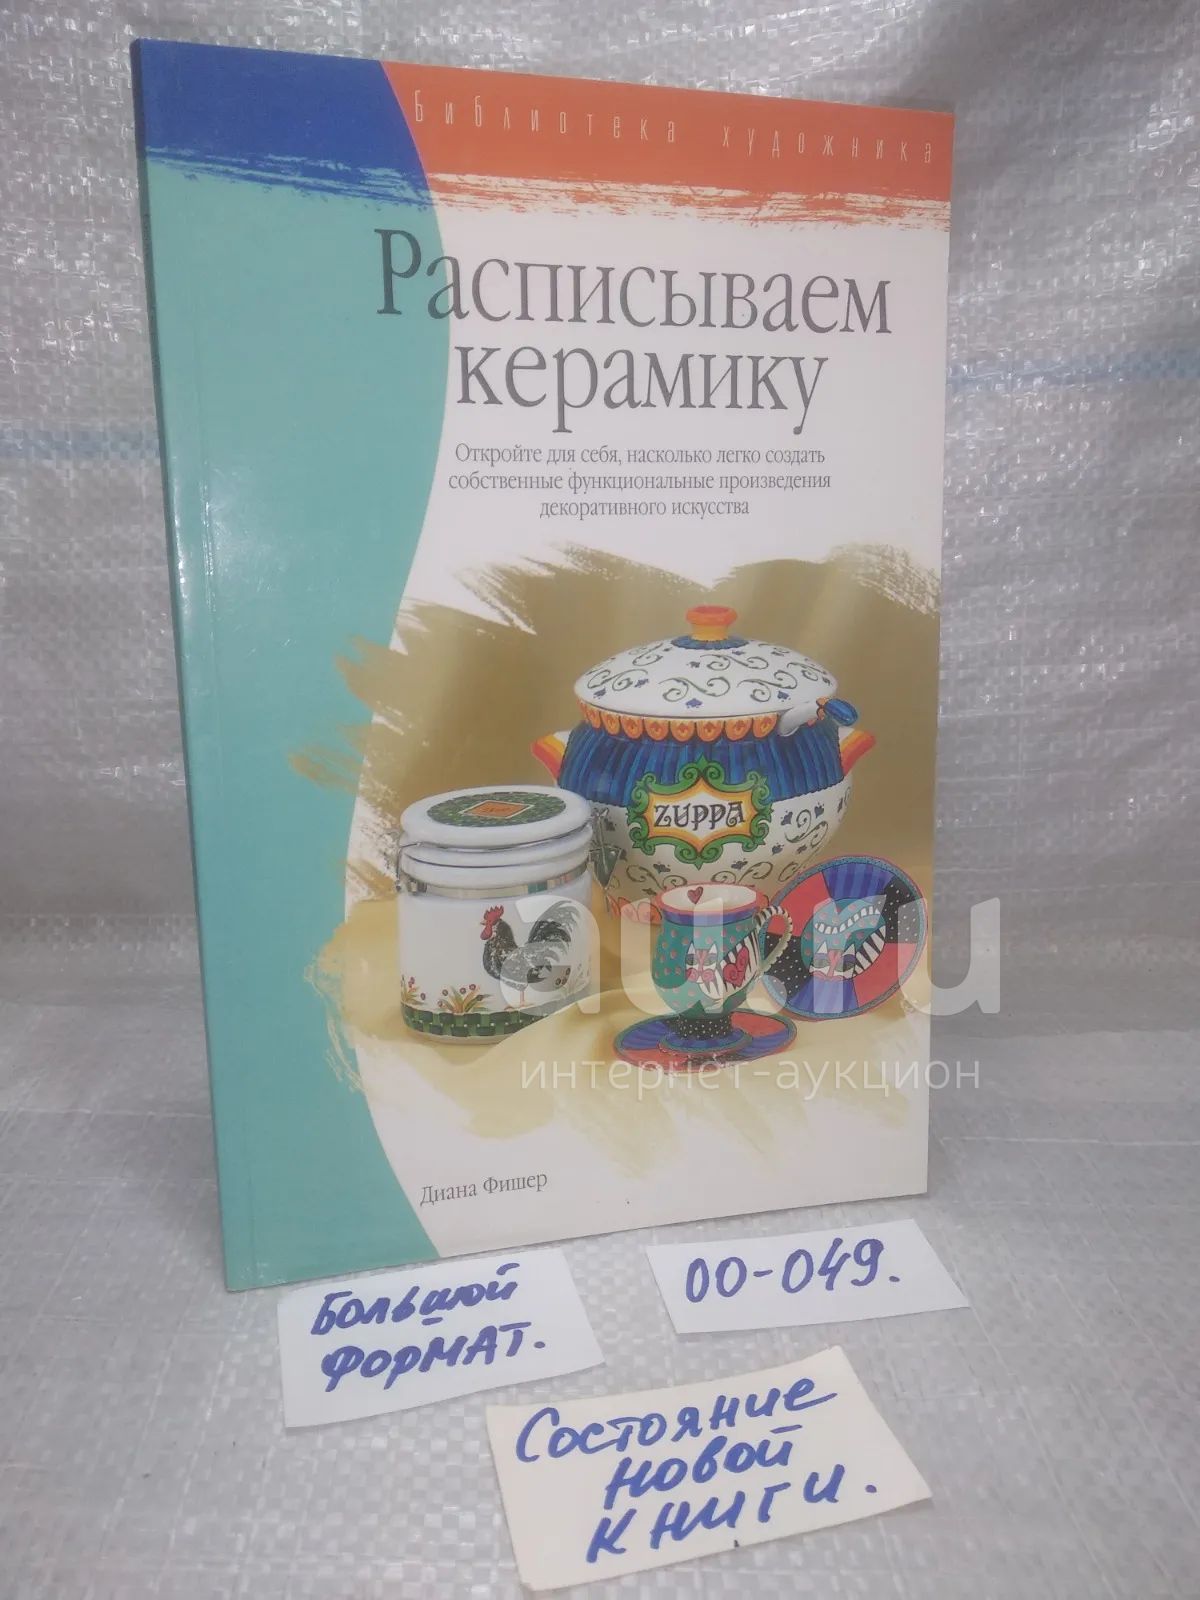 Библиотека художника
Расписываем
керамику
Откройте для себя, насколько легко создать
собственные функциональные произведения
декоративного искусства
ZUPPA
au.ru
интернет-аукцион
Диана Фишер
Большой
формат.
00-049.
Состояние
новой
книги.